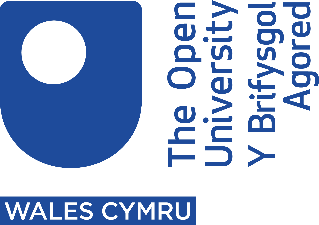 The Open
University
Y Brifysgol
Agored
WALES CYMRU